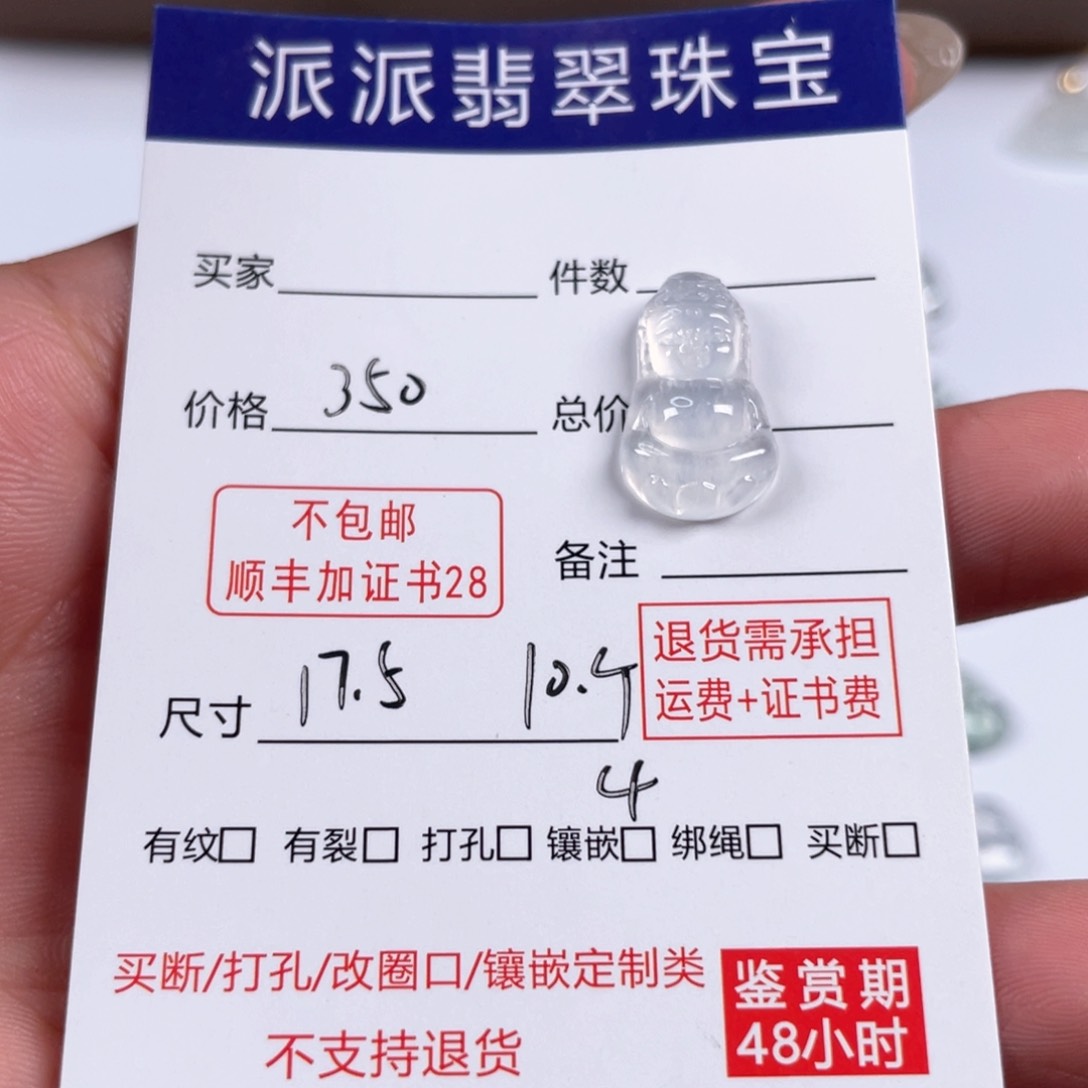 派派翡翠珠宝
买家 件数
价格 350 总价
不包邮
顺丰加证书28
备注
尺寸 17.5 10.4
4
退货需承担
运费+证书费
有纹□ 有裂□ 打孔□ 镶嵌□ 绑绳□ 买断□
买断/打孔/改圈口/镶嵌定制类
不支持退货
鉴赏期
48小时